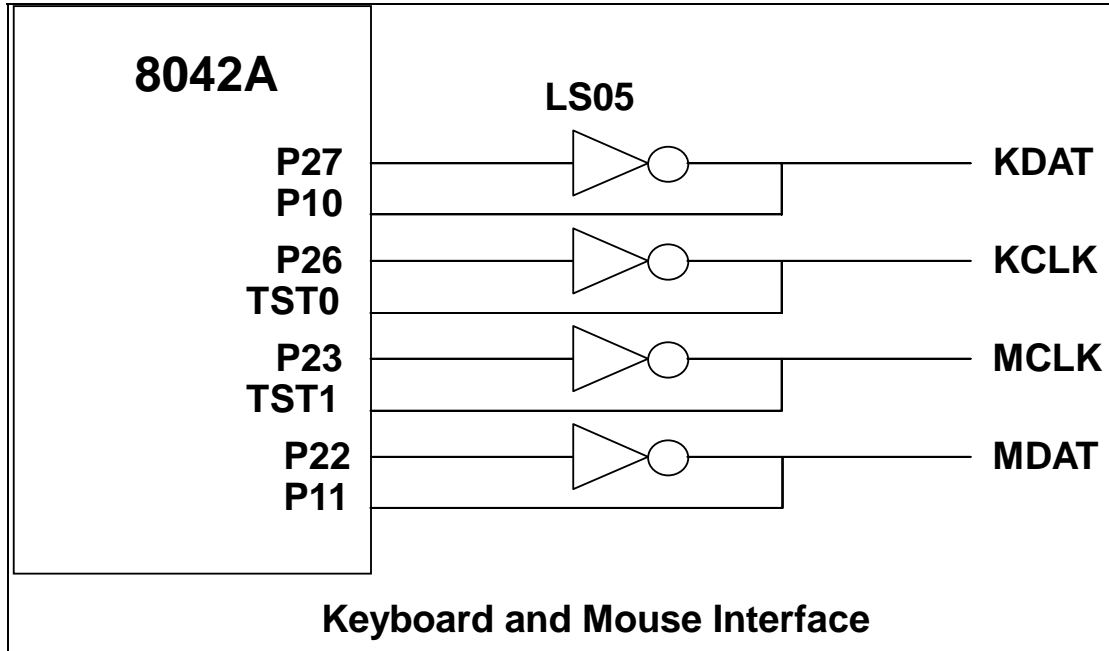 8042A
LS05
P27
KDAT
P10
P26
KCLK
TST0
P23
MCLK
TST1
P22
MDAT
P11
Keyboard and Mouse Interface